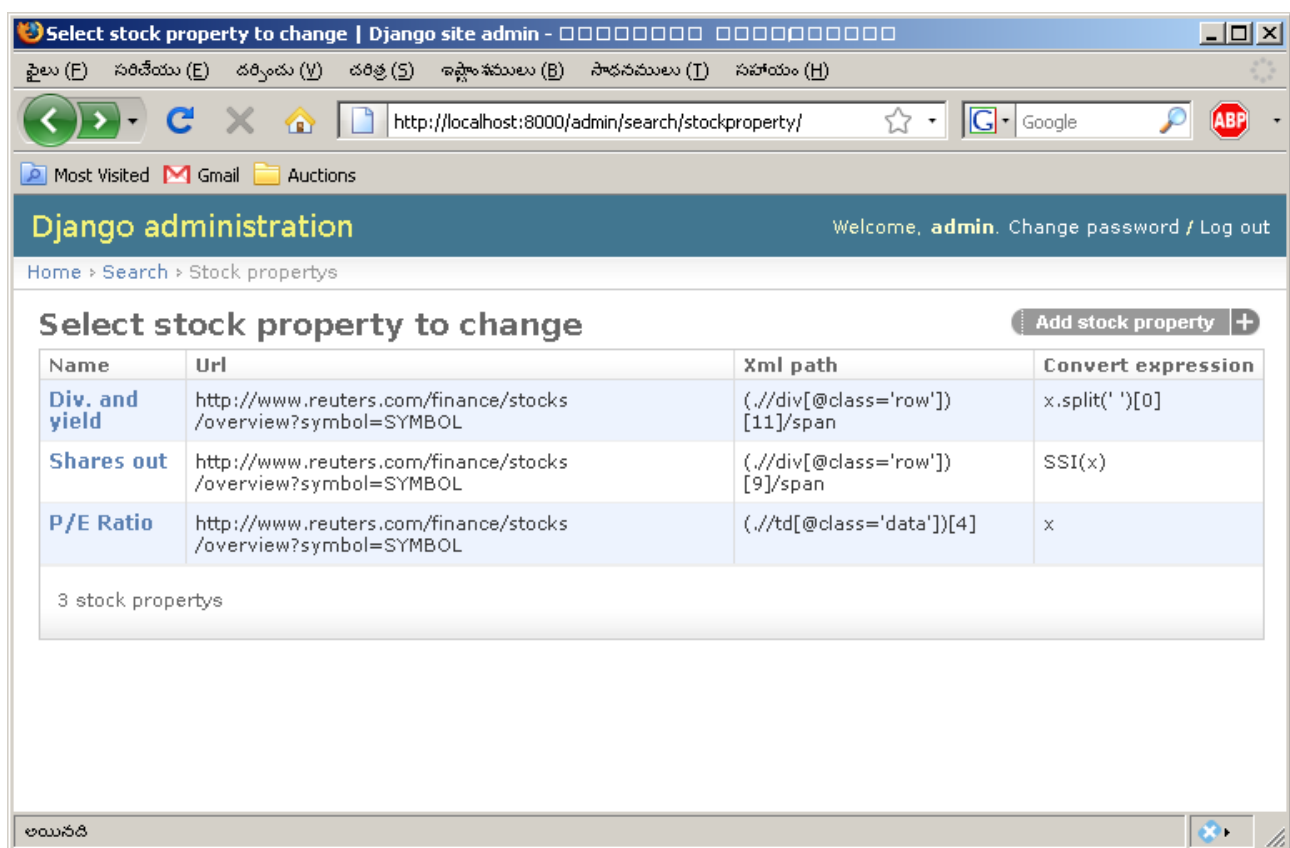 Select stock property to change | Django site admin -
ఫైలు (F) సరిచేయు (E) దర్శించు (V) చరిత్ర (S) ఇష్టాంశములు (B) సాధనములు (T) సహాయం (H)
http://localhost:8000/admin/search/stockproperty/ G Google ABP
Most Visited Gmail Auctions
Django administration Welcome, admin. Change password / Log out
Home › Search › Stock propertys
Select stock property to change Add stock property +
Name Url Xml path Convert expression
Div. and http://www.reuters.com/finance/stocks (.//div[@class='row']) x.split(' ')[0]
yield /overview?symbol=SYMBOL [11]/span
Shares out http://www.reuters.com/finance/stocks (.//div[@class='row']) SSI(x)
/overview?symbol=SYMBOL [9]/span
P/E Ratio http://www.reuters.com/finance/stocks (.//td[@class='data'])[4] x
/overview?symbol=SYMBOL
3 stock propertys
అయినది